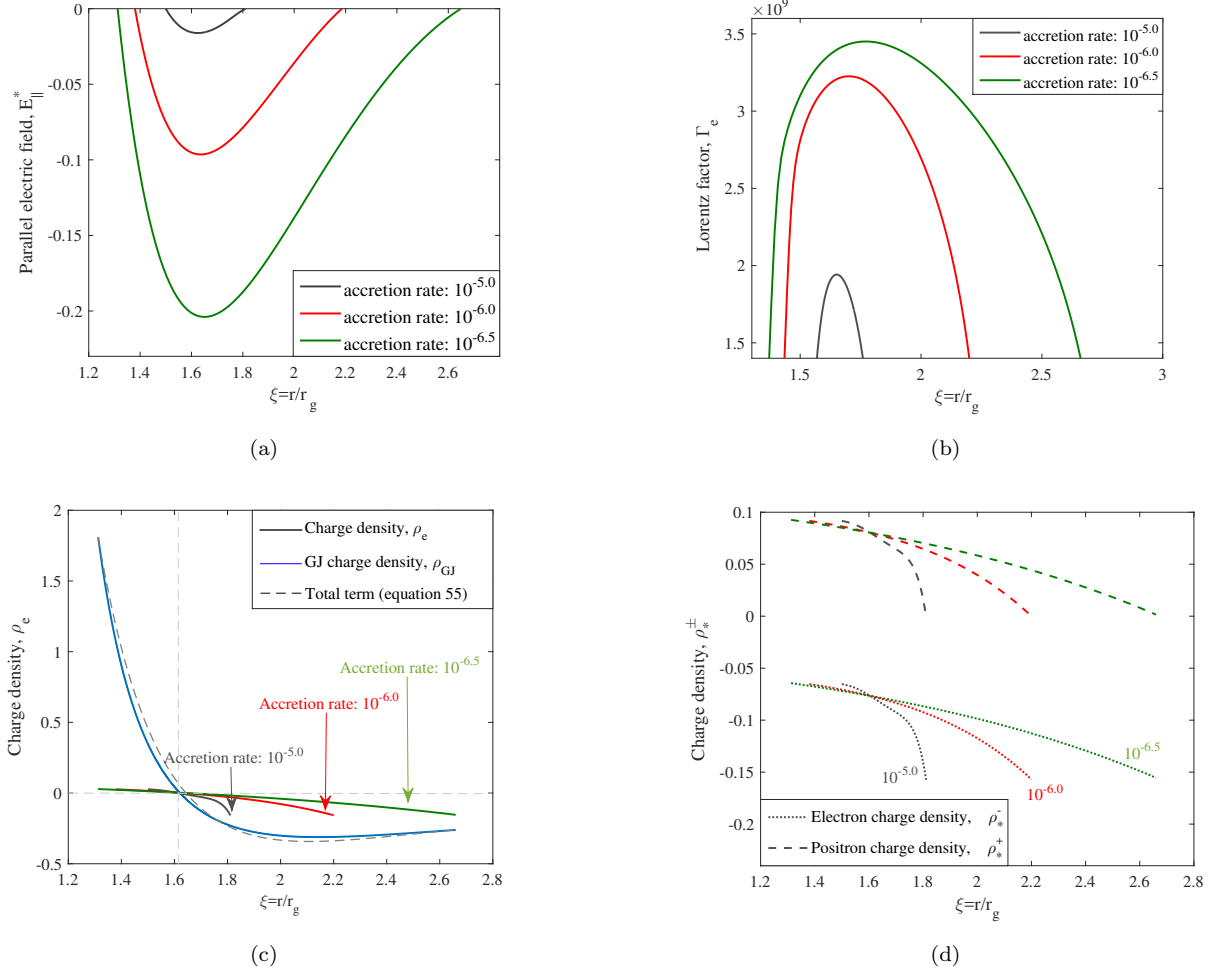 0
-0.05
-0.1
-0.15
-0.2
Parallel electric field, E∥*
accretion rate: 10^-5.0
accretion rate: 10^-6.0
accretion rate: 10^-6.5
1.2 1.4 1.6 1.8 2 2.2 2.4 2.6
ξ=r/r_g
(a)
×10^9
3.5
3
2.5
2
1.5
Lorentz factor, Γ_e
accretion rate: 10^-5.0
accretion rate: 10^-6.0
accretion rate: 10^-6.5
1.5 2 2.5 3
ξ=r/r_g
(b)
2
1.5
1
0.5
0
-0.5
Charge density, ρ_e
Charge density, ρ_e
GJ charge density, ρ_GJ
Total term (equation 55)
Accretion rate: 10^-6.5
Accretion rate: 10^-6.0
Accretion rate: 10^-5.0
1.2 1.4 1.6 1.8 2 2.2 2.4 2.6 2.8
ξ=r/r_g
(c)
0.1
0.05
0
-0.05
-0.1
-0.15
-0.2
Charge density, ρ_*^±
10^-6.5
10^-5.0
10^-6.0
Electron charge density, ρ_*^-
Positron charge density, ρ_*^+
1.2 1.4 1.6 1.8 2 2.2 2.4 2.6 2.8
ξ=r/r_g
(d)